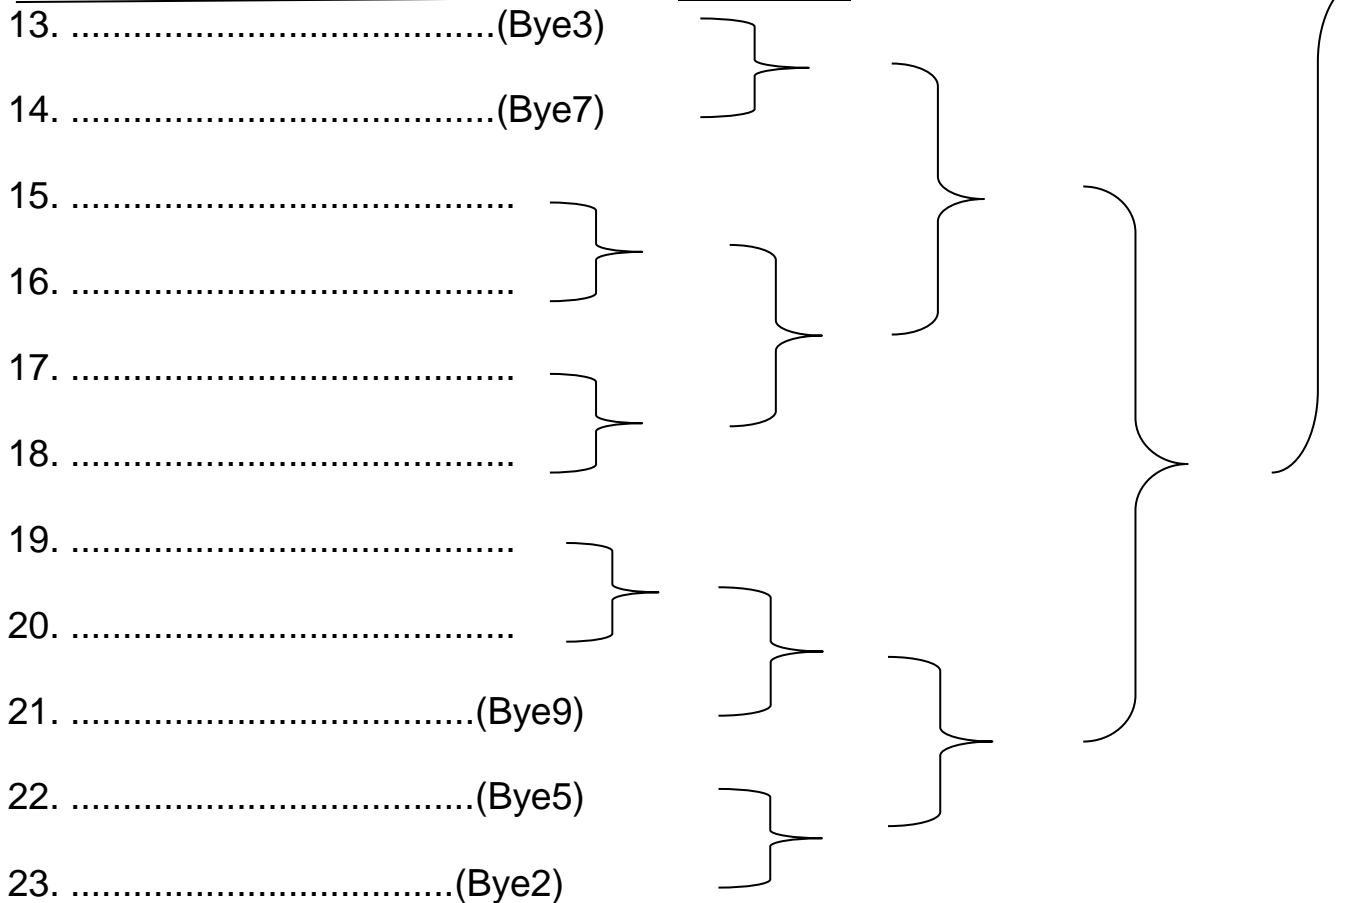 13. ........................................(Bye3)
14. ........................................(Bye7)
15. ..........................................
16. ..........................................
17. ..........................................
18. ..........................................
19. ..........................................
20. ..........................................
21. ......................................(Bye9)
22. ......................................(Bye5)
23. ....................................(Bye2)